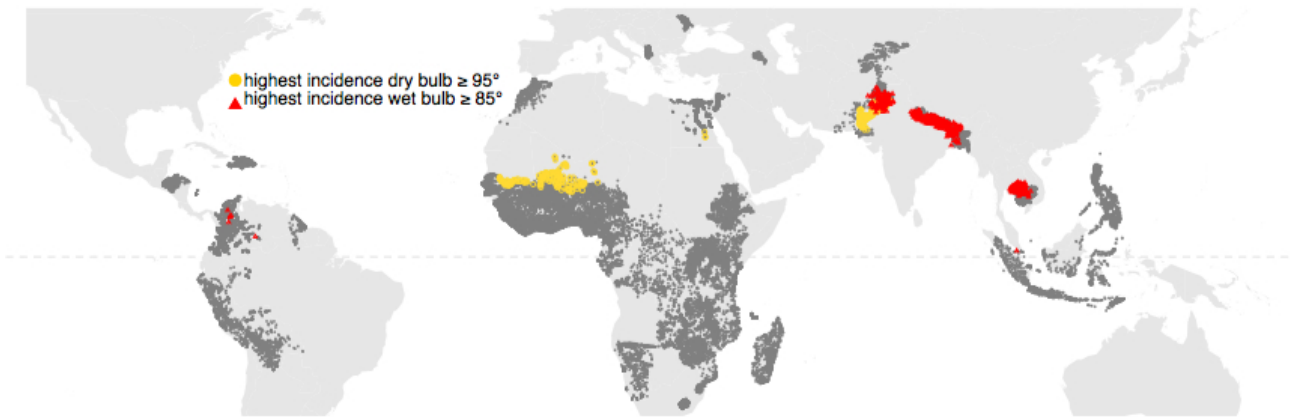 highest incidence dry bulb ≥ 95°
highest incidence wet bulb ≥ 85°